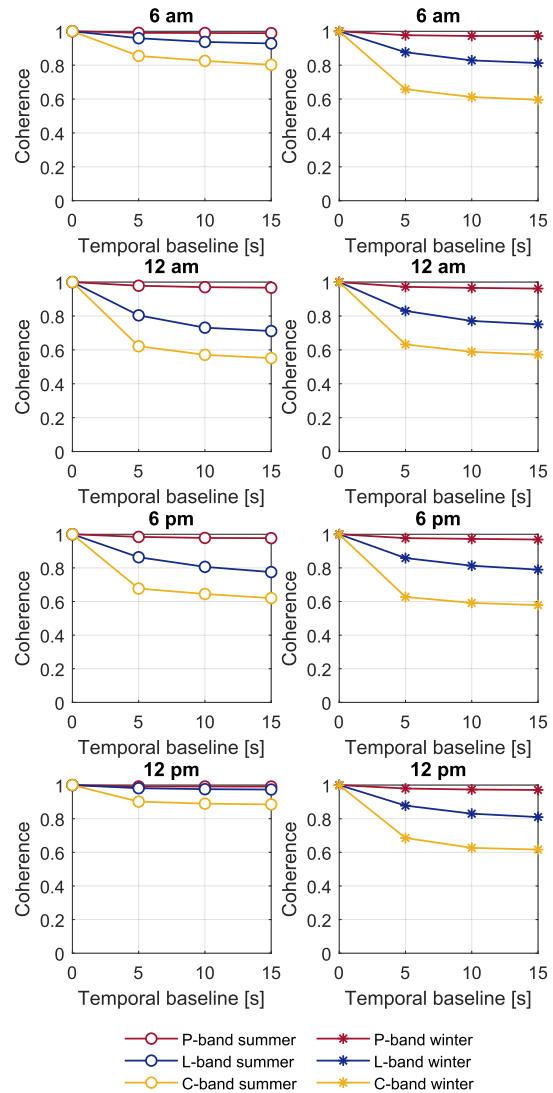 6 am
Coherence
1
0.8
0.6
0.4
0.2
0
0 5 10 15
Temporal baseline [s]
6 am
Coherence
1
0.8
0.6
0.4
0.2
0
0 5 10 15
Temporal baseline [s]
12 am
Coherence
1
0.8
0.6
0.4
0.2
0
0 5 10 15
Temporal baseline [s]
12 am
Coherence
1
0.8
0.6
0.4
0.2
0
0 5 10 15
Temporal baseline [s]
6 pm
Coherence
1
0.8
0.6
0.4
0.2
0
0 5 10 15
Temporal baseline [s]
6 pm
Coherence
1
0.8
0.6
0.4
0.2
0
0 5 10 15
Temporal baseline [s]
12 pm
Coherence
1
0.8
0.6
0.4
0.2
0
0 5 10 15
Temporal baseline [s]
12 pm
Coherence
1
0.8
0.6
0.4
0.2
0
0 5 10 15
Temporal baseline [s]
P-band summer
L-band summer
C-band summer
P-band winter
L-band winter
C-band winter